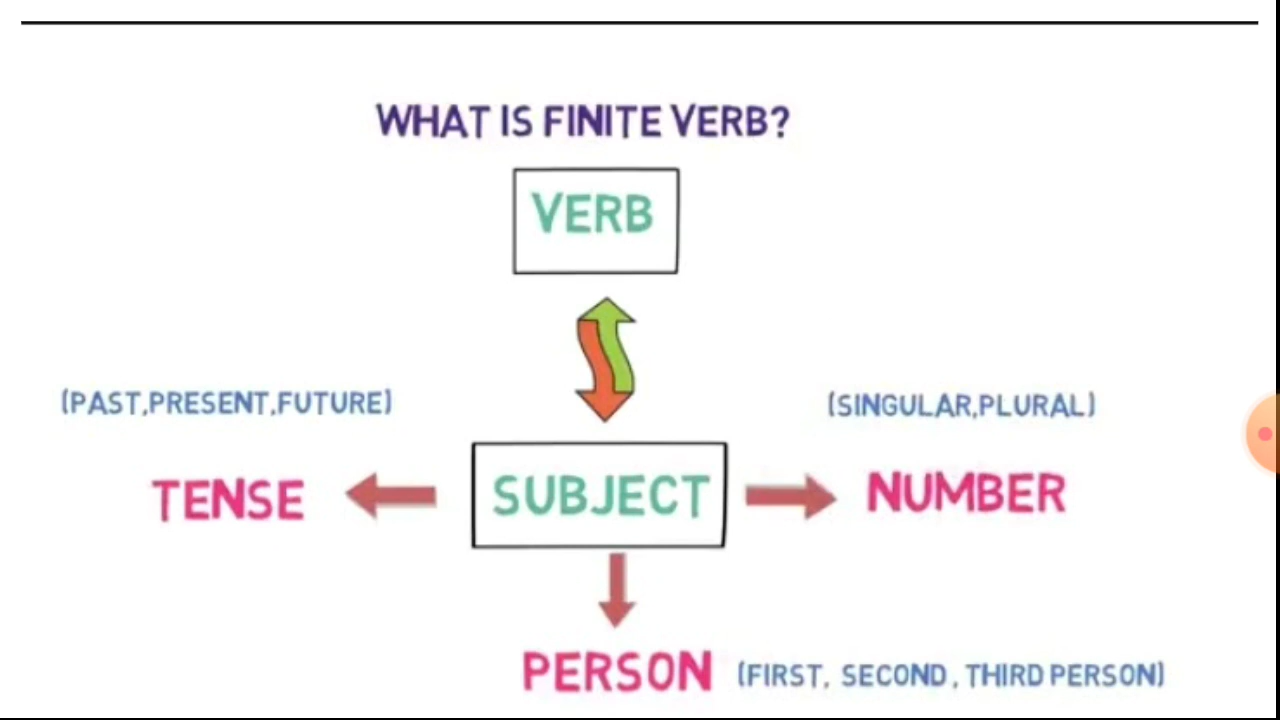 WHAT IS FINITE VERB?
VERB
(PAST,PRESENT,FUTURE)
(SINGULAR,PLURAL)
TENSE
SUBJECT
NUMBER
PERSON (FIRST, SECOND, THIRD PERSON)